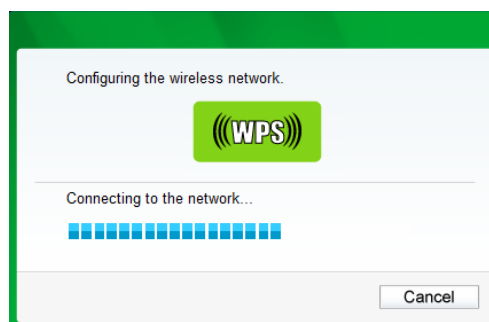 Configuring the wireless network.
(((WPS)))
Connecting to the network...
Cancel